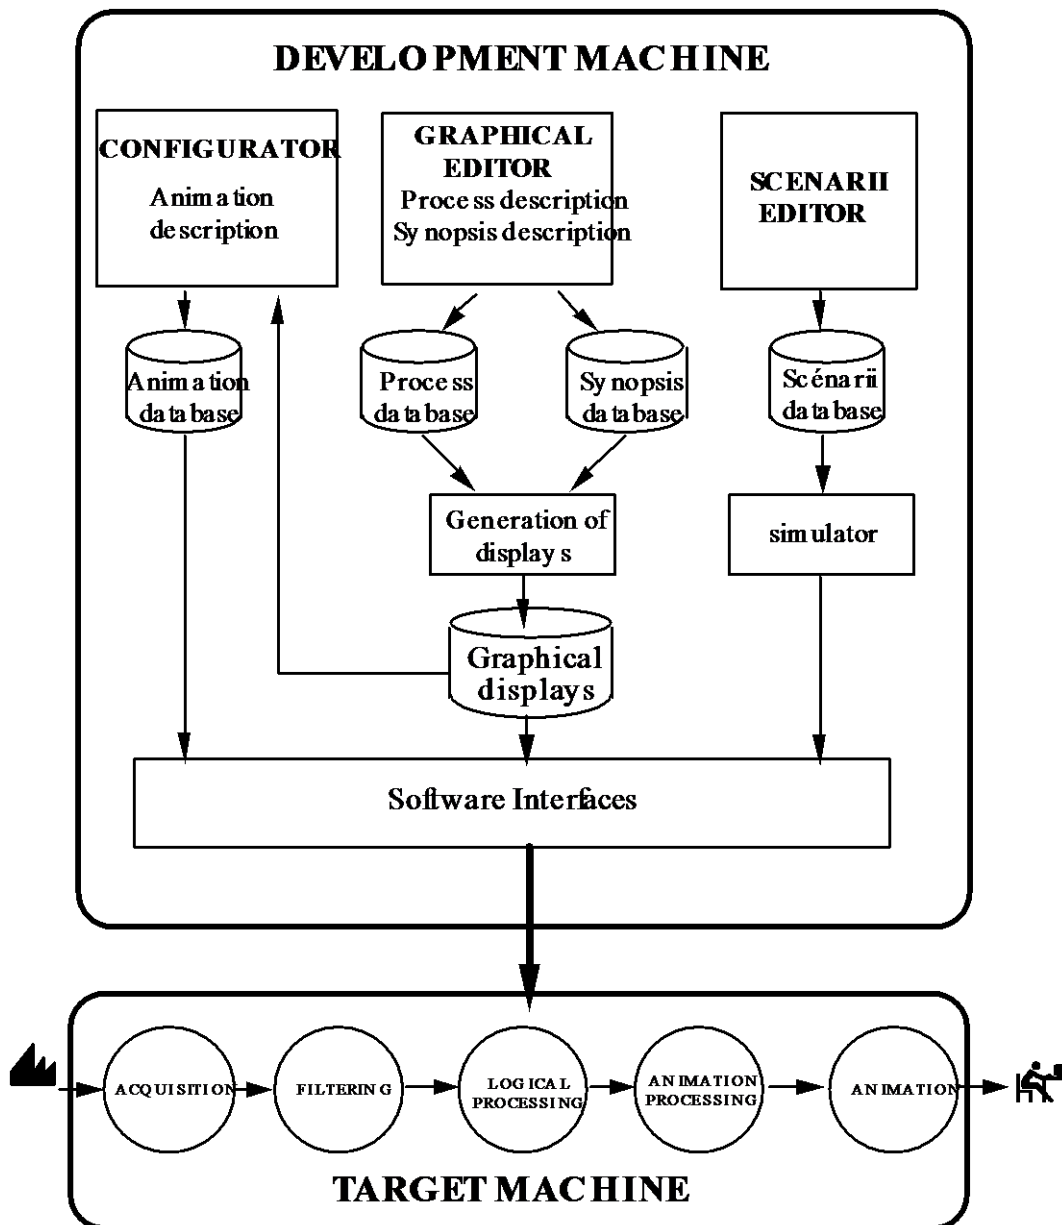 DEVELOPMENT MACHINE
CONFIGURATOR
Animation
description
GRAPHICAL
EDITOR
Process description
Synopsis description
SCENARII
EDITOR
Animation
database
Process
database
Synopsis
database
Scénarii
database
Generation of
displays
simulator
Graphical
displays
Software Interfaces
ACQUISITION
FILTERING
LOGICAL
PROCESSING
ANIMATION
PROCESSING
ANIMATION
TARGET MACHINE